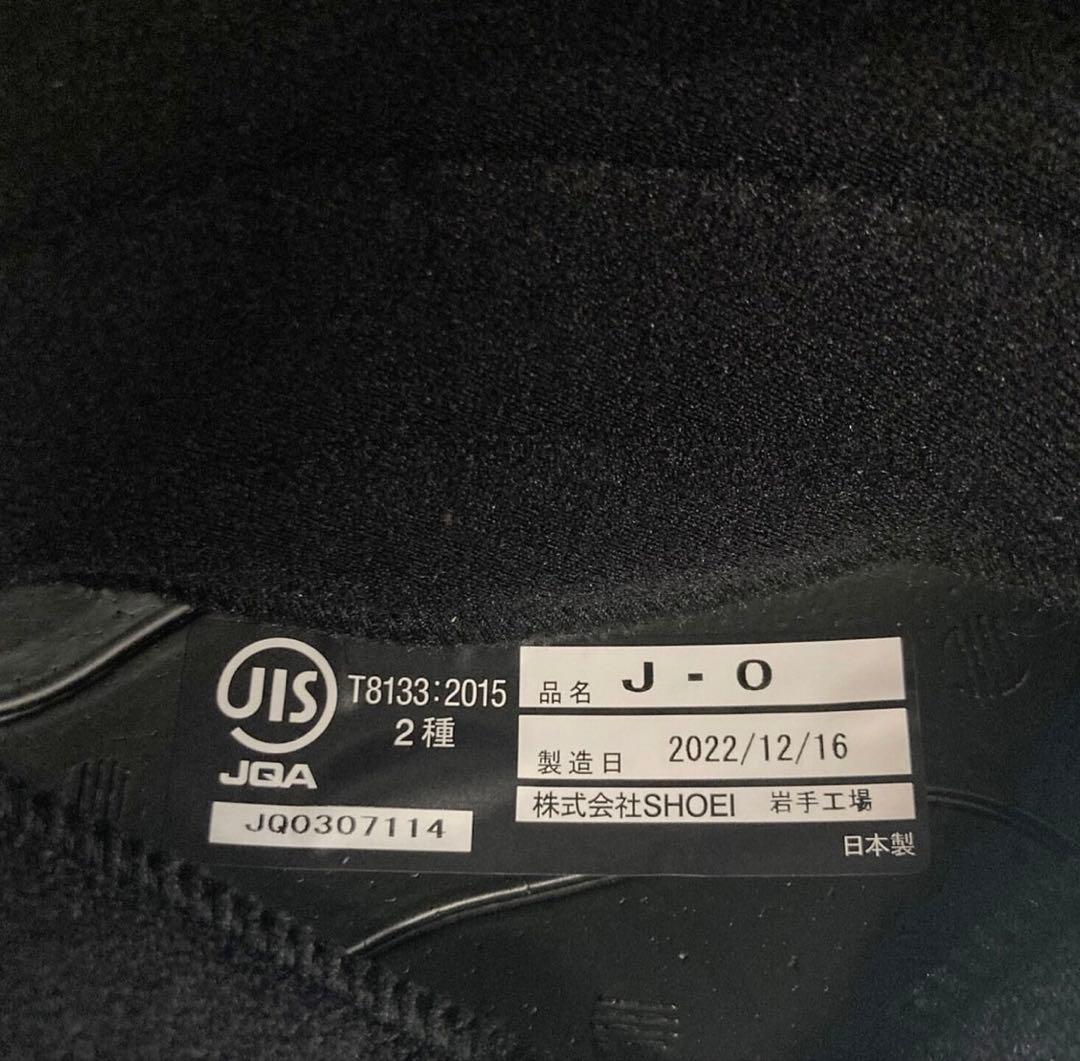 JIS
T8133:2015
2種
JQA
JQ0307114
品名 J-O
製造日 2022/12/16
株式会社SHOEI 岩手工場
日本製